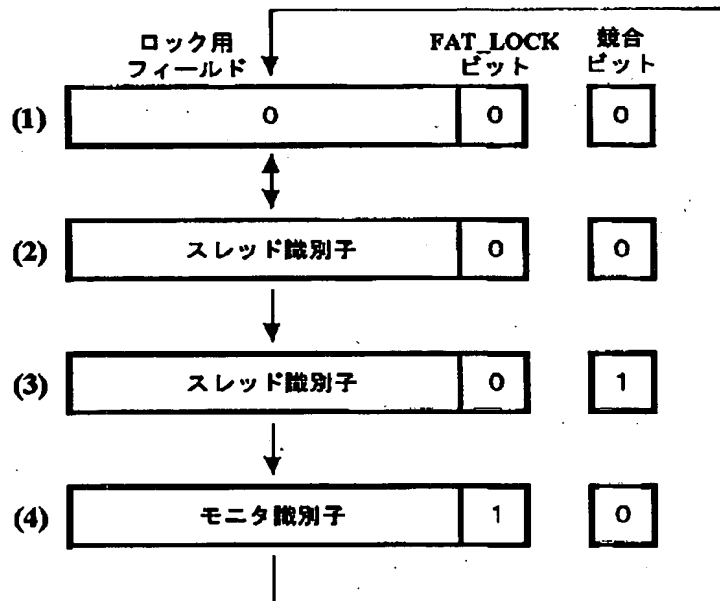 ロック用
フィールド
FAT_LOCK
ビット
競合
ビット
(1) 0 0 0
(2) スレッド識別子 0 0
(3) スレッド識別子 0 1
(4) モニタ識別子 1 0